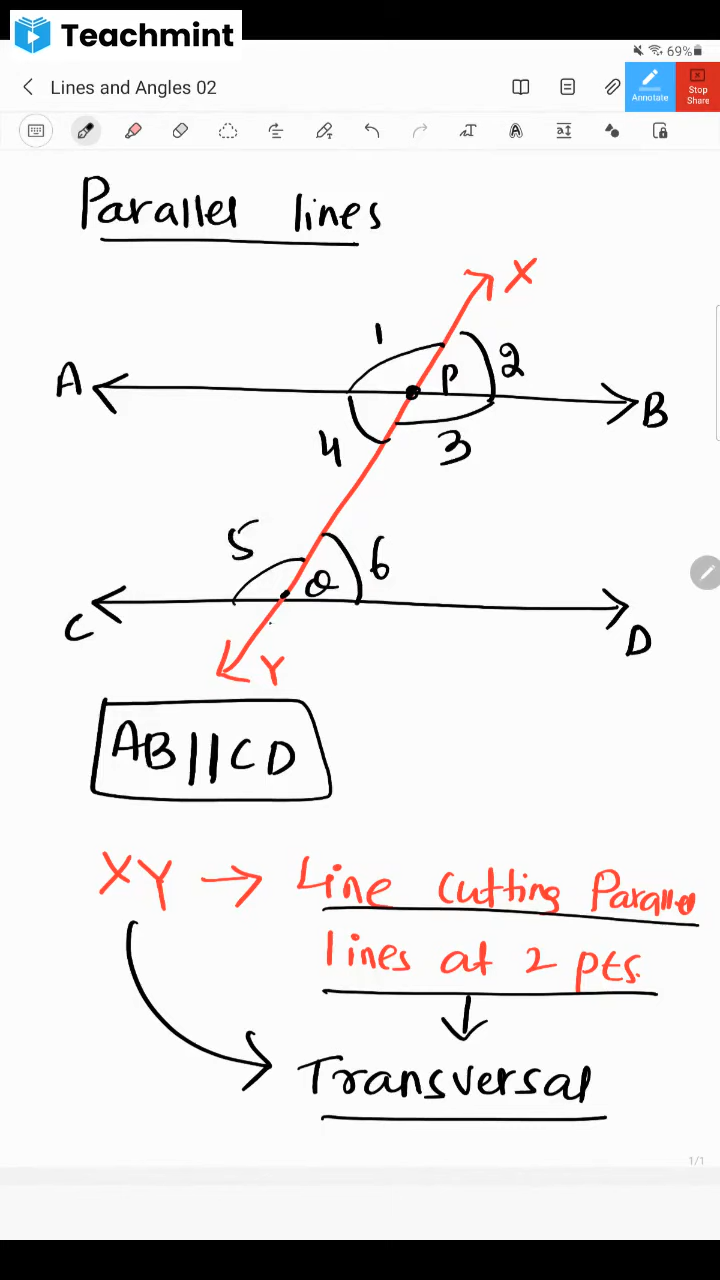 Teachmint
69%
Lines and Angles 02
Annotate
Stop
Share
Parallel lines
X
1
2
P
A
B
4
3
5
6
Q
C
D
Y
AB||CD
XY → Line cutting Parallel
lines at 2 pts.
Transversal
1/1